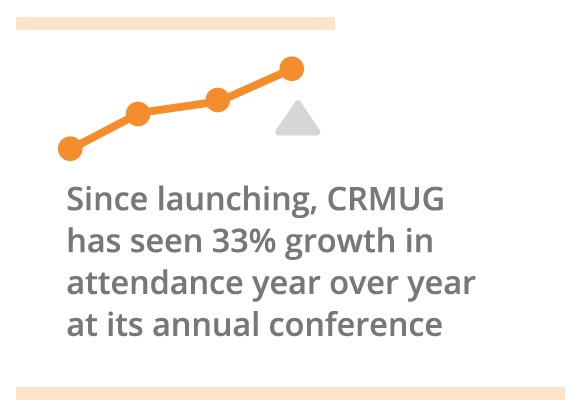 Since launching, CRMUG
has seen 33% growth in
attendance year over year
at its annual conference